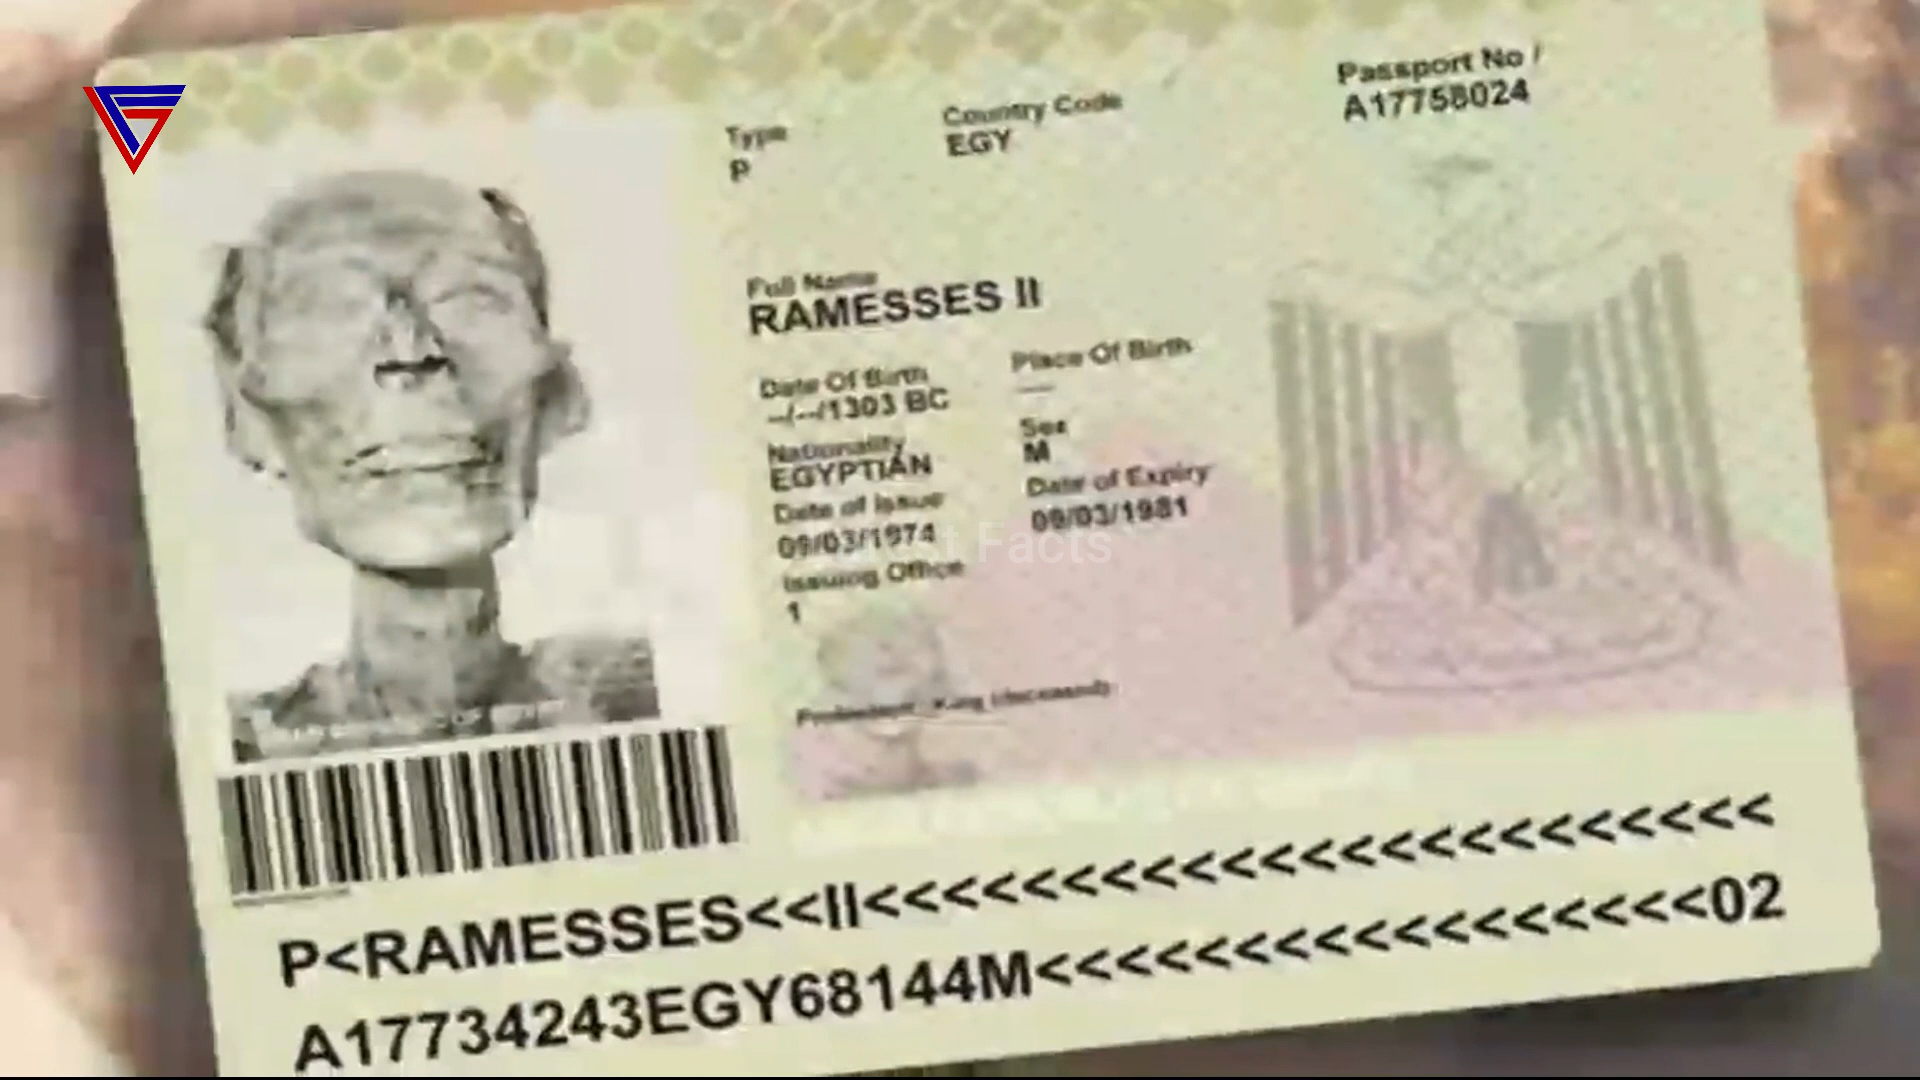 Type
P
Country Code
EGY
Passport No /
A17758024
Full Name
RAMESSES II
Date Of Birth
--/--/1303 BC
Place Of Birth
---
Nationality
EGYPTIAN
Sex
M
Date of Issue
09/03/1974
Date of Expiry
09/03/1981
Issuing Office
1
t Facts
Profession: King (deceased)
P<RAMESSES<<II<<<<<<<<<<<<<<<<<<<<<<<
A17734243EGY68144M<<<<<<<<<<<<<<<<<02